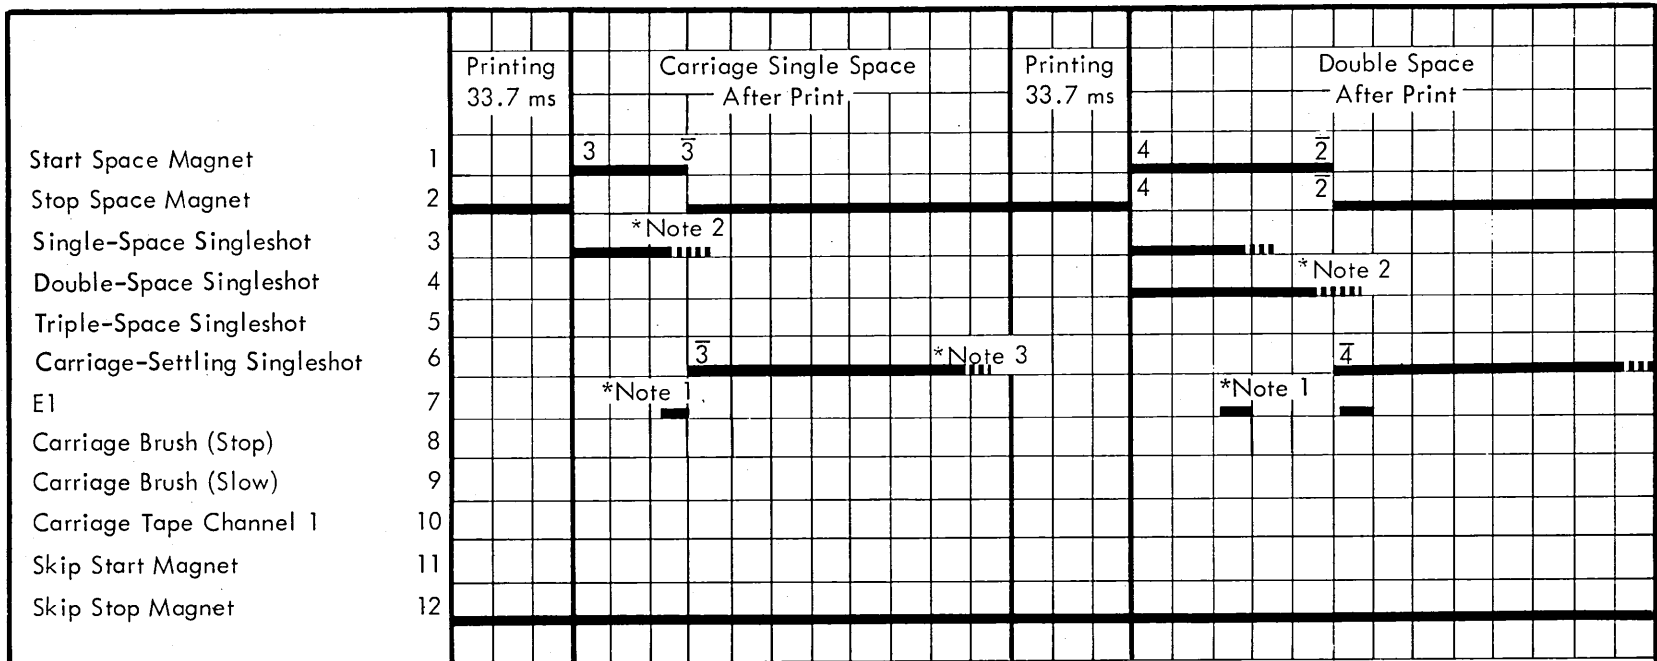 Printing 33.7 ms
Carriage Single Space After Print
Printing 33.7 ms
Double Space After Print
Start Space Magnet 1 3 3̅ 4 2̅
Stop Space Magnet 2 4 2̅
*Note 2
Single-Space Singleshot 3
*Note 2
Double-Space Singleshot 4
Triple-Space Singleshot 5
Carriage-Settling Singleshot 6 3̅ *Note 3 4̅
*Note 1 *Note 1
E1 7
Carriage Brush (Stop) 8
Carriage Brush (Slow) 9
Carriage Tape Channel 1 10
Skip Start Magnet 11
Skip Stop Magnet 12